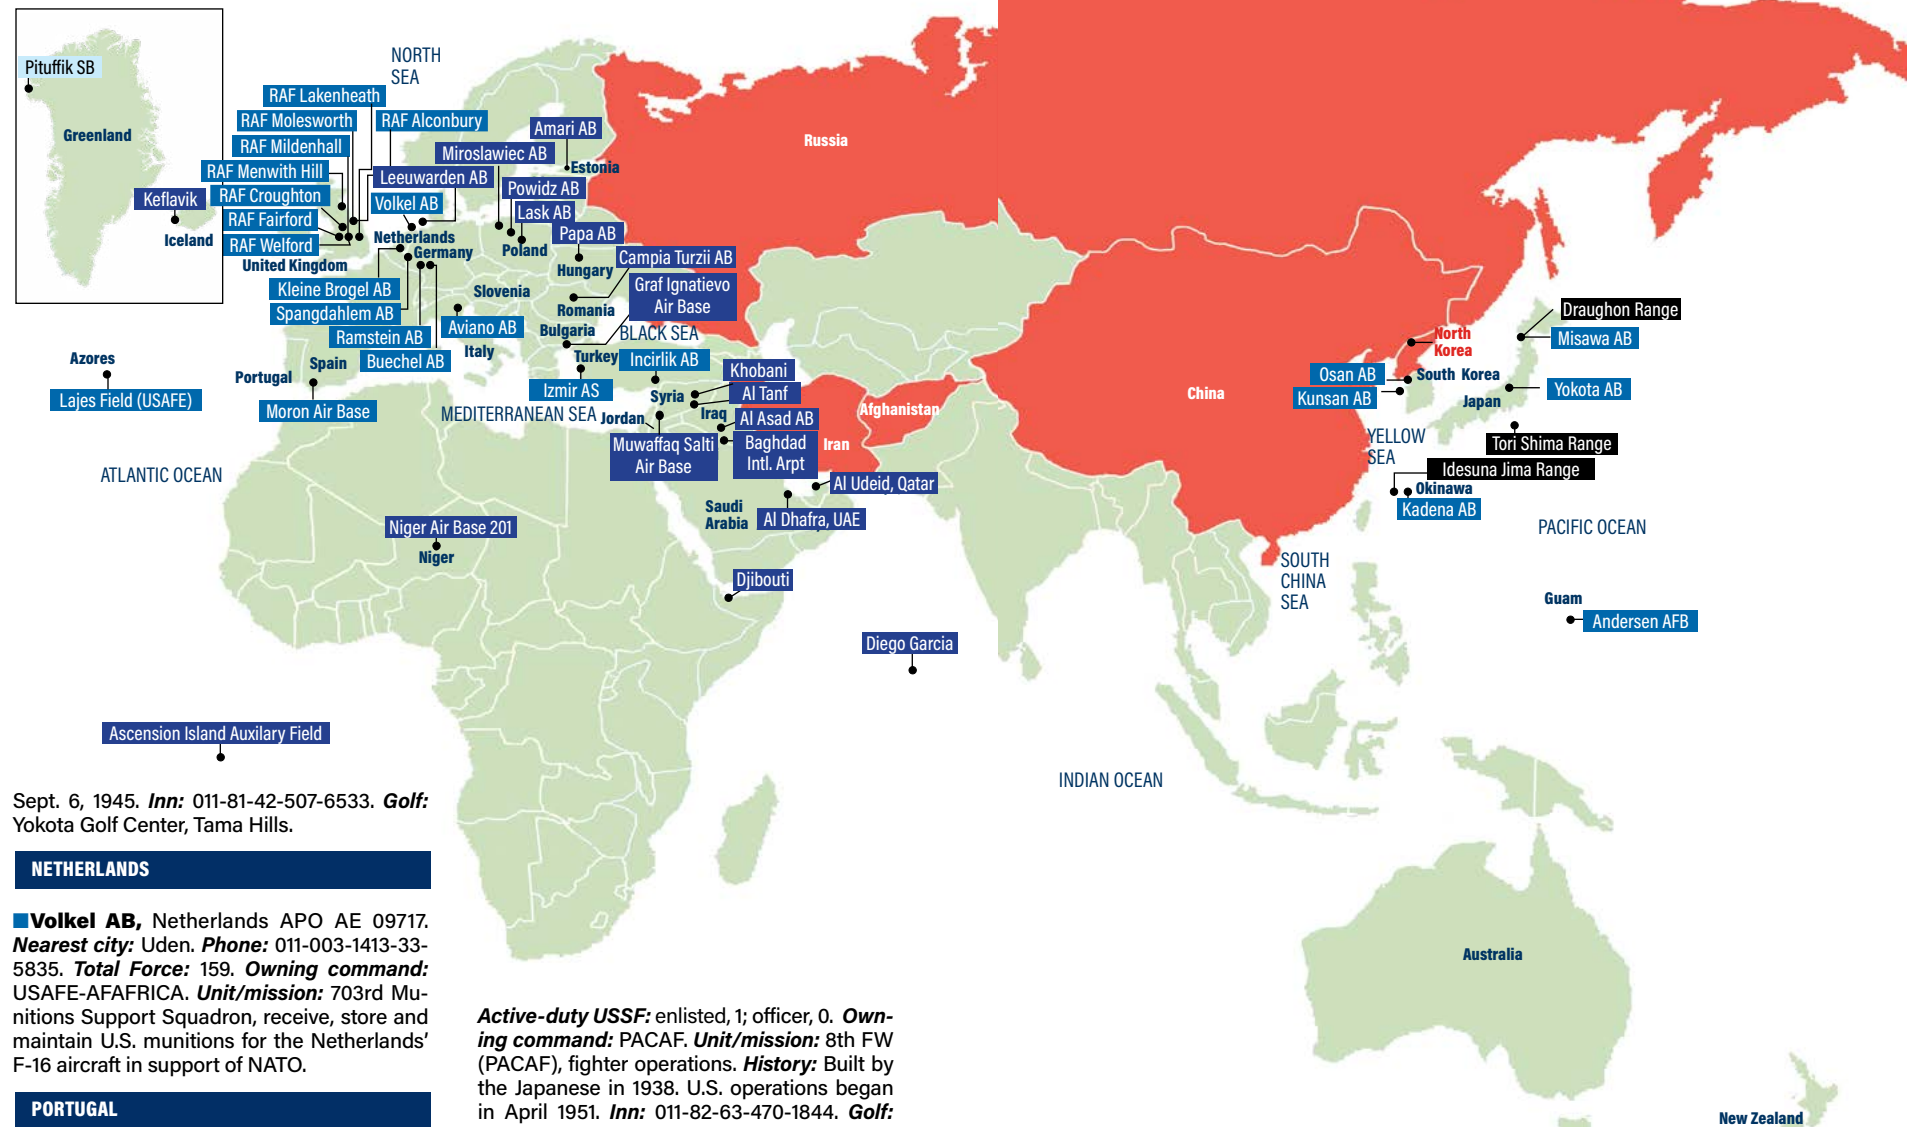 Pituffik SB
Greenland
Keflavik
Iceland
NORTH
SEA
RAF Lakenheath
RAF Molesworth
RAF Alconbury
RAF Mildenhall
RAF Menwith Hill
RAF Croughton
RAF Fairford
RAF Welford
United Kingdom
Amari AB
Estonia
Miroslawiec AB
Leeuwarden AB
Powidz AB
Volkel AB
Lask AB
Netherlands
Germany
Poland
Papa AB
Hungary
Campia Turzii AB
Graf Ignatievo
Air Base
Kleine Brogel AB
Spangdahlem AB
Ramstein AB
Buechel AB
Slovenia
Aviano AB
Italy
Romania
Bulgaria
BLACK SEA
Turkey
Incirlik AB
Izmir AS
Azores
Lajes Field (USAFE)
Portugal
Spain
Moron Air Base
MEDITERRANEAN SEA
Khobani
Syria
Al Tanf
Jordan
Iraq
Al Asad AB
Muwaffaq Salti
Air Base
Baghdad
Intl. Arpt
Iran
Afghanistan
Russia
China
Al Udeid, Qatar
Saudi
Arabia
Al Dhafra, UAE
ATLANTIC OCEAN
Niger Air Base 201
Niger
Djibouti
Diego Garcia
Ascension Island Auxilary Field
Draughon Range
Misawa AB
North
Korea
Osan AB
South Korea
Kunsan AB
Yokota AB
Japan
YELLOW
SEA
Tori Shima Range
Idesuna Jima Range
Okinawa
Kadena AB
PACIFIC OCEAN
SOUTH
CHINA
SEA
Guam
Andersen AFB
INDIAN OCEAN
Australia
New Zealand
Sept. 6, 1945. Inn: 011-81-42-507-6533. Golf:
Yokota Golf Center, Tama Hills.
NETHERLANDS
Volkel AB, Netherlands APO AE 09717.
Nearest city: Uden. Phone: 011-003-1413-33-
5835. Total Force: 159. Owning command:
USAFE-AFAFRICA. Unit/mission: 703rd Mu-
nitions Support Squadron, receive, store and
maintain U.S. munitions for the Netherlands'
F-16 aircraft in support of NATO.
PORTUGAL
Active-duty USSF: enlisted, 1; officer, 0. Own-
ing command: PACAF. Unit/mission: 8th FW
(PACAF), fighter operations. History: Built by
the Japanese in 1938. U.S. operations began
in April 1951. Inn: 011-82-63-470-1844. Golf: